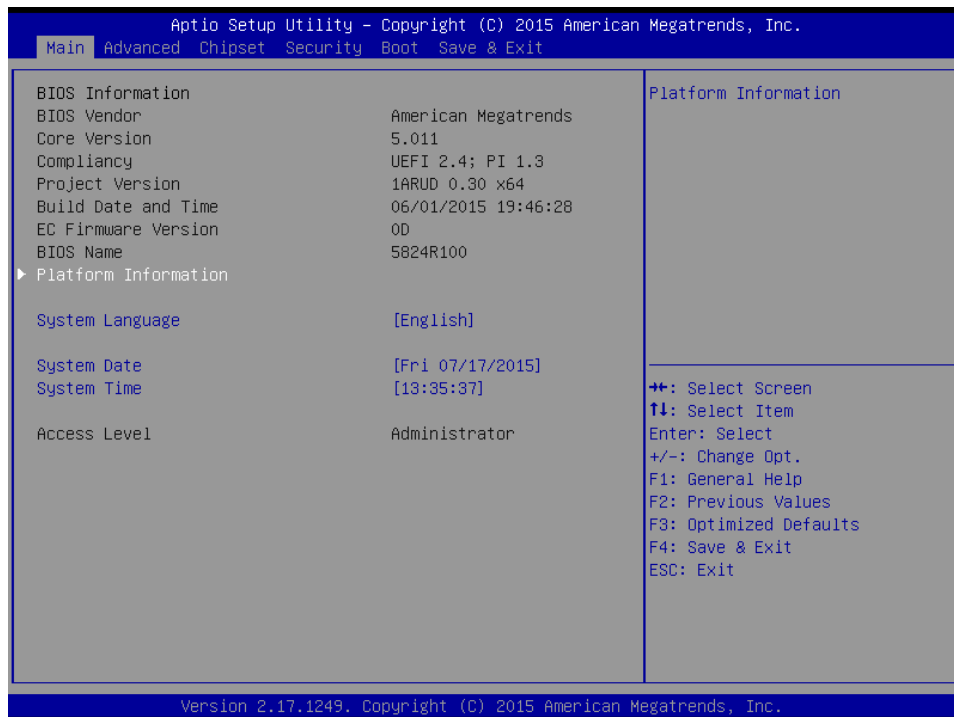 Aptio Setup Utility – Copyright (C) 2015 American Megatrends, Inc.
Main Advanced Chipset Security Boot Save & Exit
BIOS Information
BIOS Vendor American Megatrends
Core Version 5.011
Compliancy UEFI 2.4; PI 1.3
Project Version 1ARUD 0.30 x64
Build Date and Time 06/01/2015 19:46:28
EC Firmware Version 0D
BIOS Name 5824R100
► Platform Information
System Language [English]
System Date [Fri 07/17/2015]
System Time [13:35:37]
Access Level Administrator
Platform Information
→←: Select Screen
↑↓: Select Item
Enter: Select
+/-: Change Opt.
F1: General Help
F2: Previous Values
F3: Optimized Defaults
F4: Save & Exit
ESC: Exit
Version 2.17.1249. Copyright (C) 2015 American Megatrends, Inc.